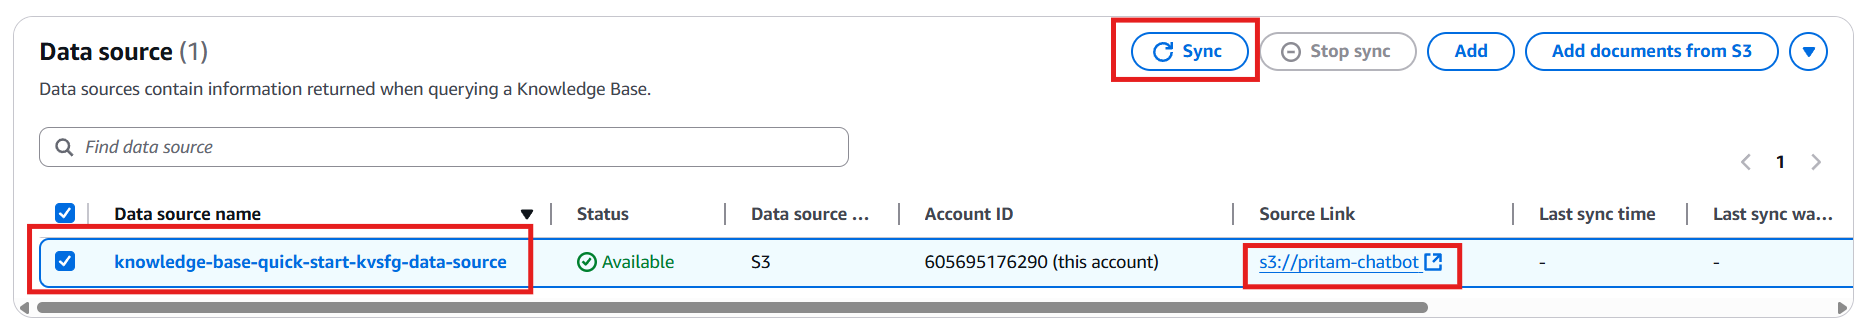 Data source (1)
Sync
Stop sync
Add
Add documents from S3
Data sources contain information returned when querying a Knowledge Base.
Find data source
1
Data source name
Status
Data source ...
Account ID
Source Link
Last sync time
Last sync wa...
knowledge-base-quick-start-kvsfg-data-source
Available
S3
605695176290 (this account)
s3://pritam-chatbot
-
-